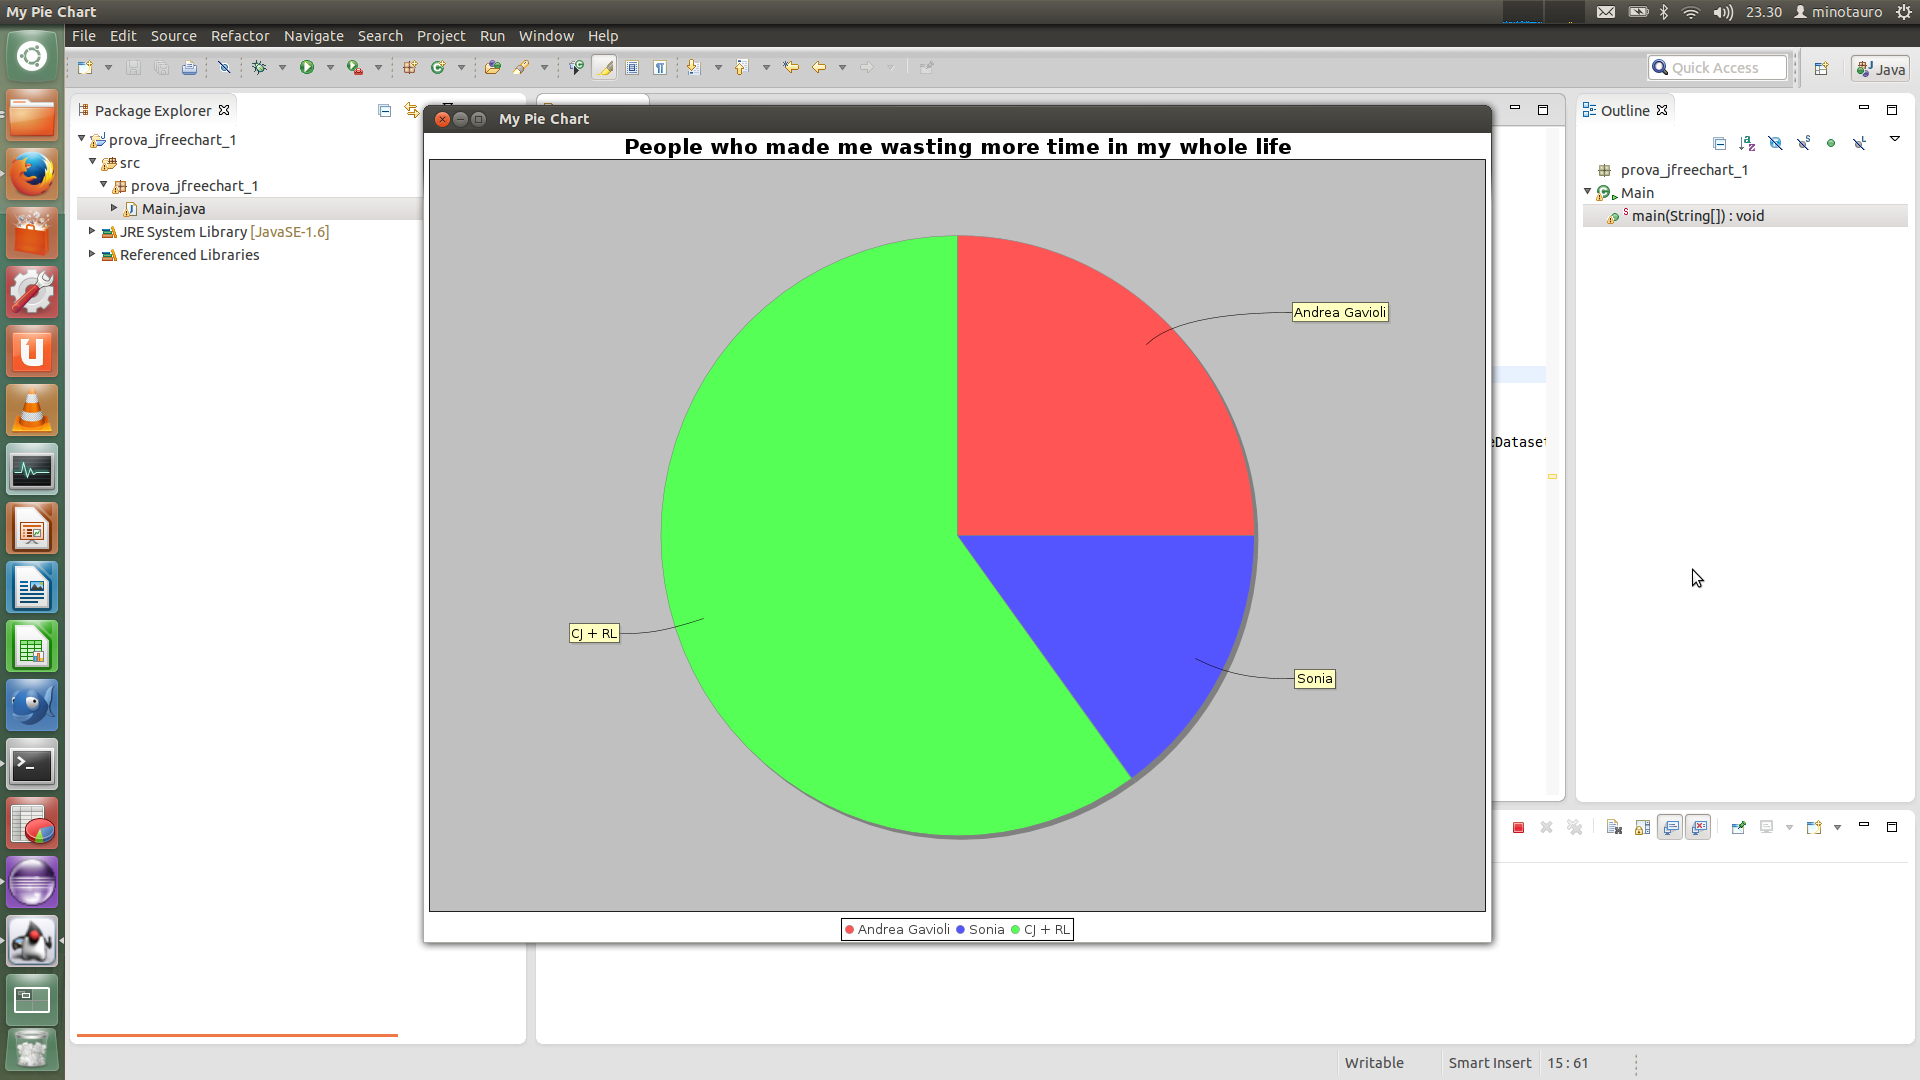 My Pie Chart
23.30 minotauro
File Edit Source Refactor Navigate Search Project Run Window Help
Quick Access
Java
Package Explorer
prova_jfreechart_1
src
prova_jfreechart_1
Main.java
JRE System Library [JavaSE-1.6]
Referenced Libraries
My Pie Chart
People who made me wasting more time in my whole life
Andrea Gavioli
CJ + RL
Sonia
Andrea Gavioli Sonia CJ + RL
Outline
prova_jfreechart_1
Main
main(String[]) : void
Writable Smart Insert 15 : 61